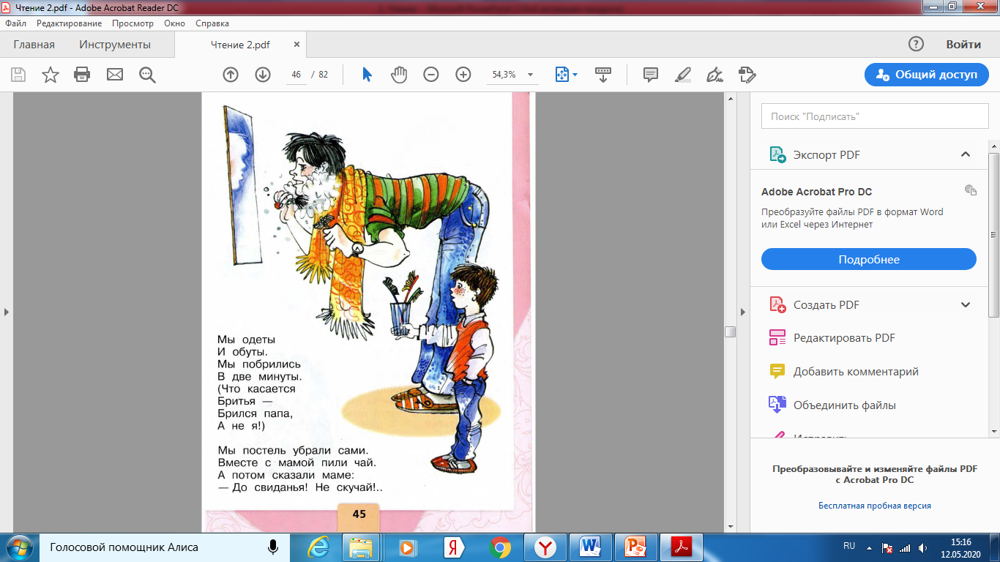 Чтение 2.pdf - Adobe Acrobat Reader DC
Файл Редактирование Просмотр Окно Справка
Главная Инструменты Чтение 2.pdf × ? Войти
46 / 82 54,3% Общий доступ
Мы одеты
И обуты.
Мы побрились
В две минуты.
(Что касается
Бритья —
Брился папа,
А не я!)
Мы постель убрали сами.
Вместе с мамой пили чай.
А потом сказали маме:
— До свиданья! Не скучай!..
45
Поиск "Подписать"
Экспорт PDF
Adobe Acrobat Pro DC
Преобразуйте файлы PDF в формат Word
или Excel через Интернет
Подробнее
Создать PDF
Редактировать PDF
Добавить комментарий
Объединить файлы
Преобразовывайте и изменяйте файлы PDF
с Acrobat Pro DC
Бесплатная пробная версия
Голосовой помощник Алиса
RU
15:16
12.05.2020